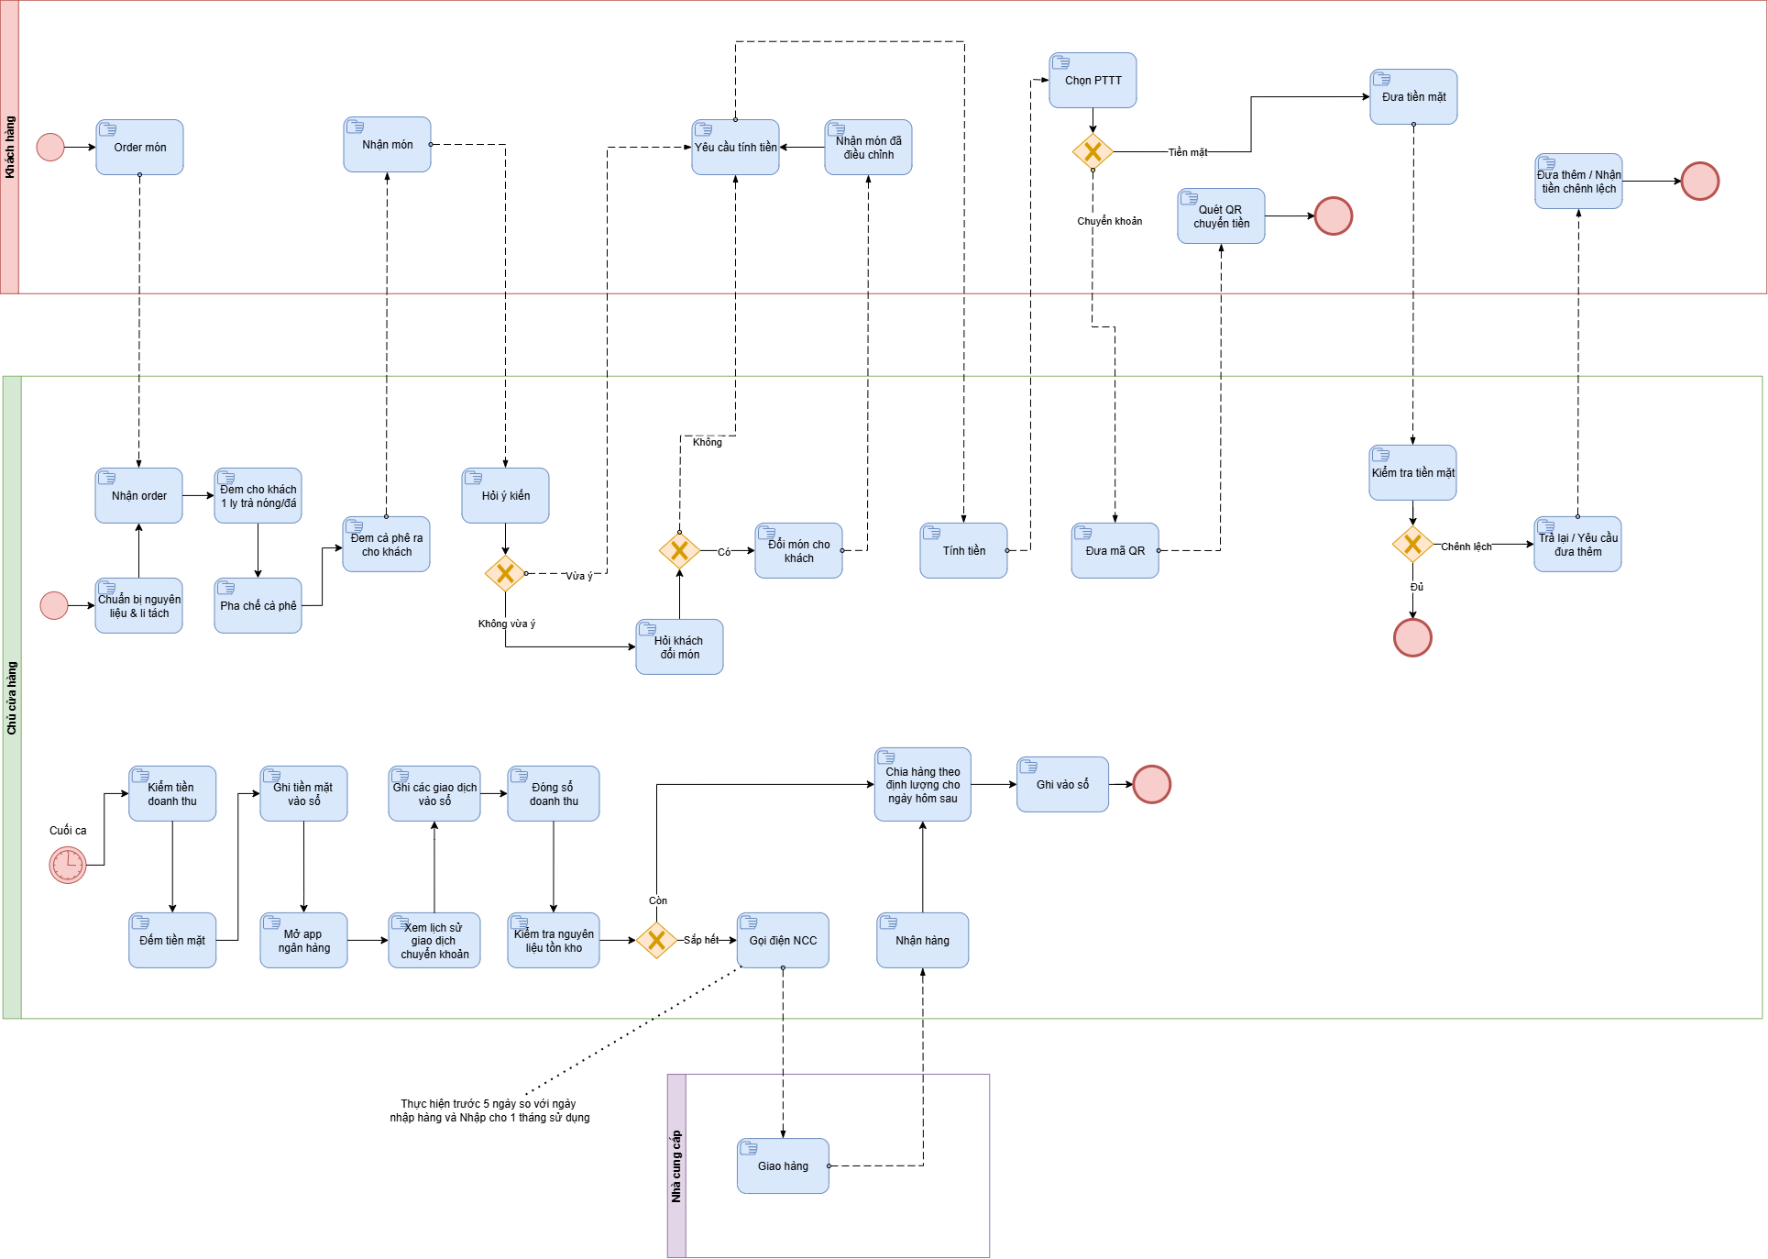 Khách hàng
Order món
Nhận món
Yêu cầu tính tiền
Nhận món đã
điều chỉnh
Chọn PTTT
Tiền mặt
Chuyển khoản
Quét QR
chuyển tiền
Đưa tiền mặt
Đưa thêm / Nhận
tiền chênh lệch
Chủ cửa hàng
Nhận order
Đem cho khách
1 ly trà nóng/đá
Chuẩn bị nguyên
liệu & li tách
Pha chế cà phê
Đem cà phê ra
cho khách
Hỏi ý kiến
Vừa ý
Không vừa ý
Hỏi khách
đổi món
Không
Có
Đổi món cho
khách
Tính tiền
Đưa mã QR
Kiểm tra tiền mặt
Chênh lệch
Đủ
Trả lại / Yêu cầu
đưa thêm
Cuối ca
Kiểm tiền
doanh thu
Đếm tiền mặt
Ghi tiền mặt
vào sổ
Mở app
ngân hàng
Xem lịch sử
giao dịch
chuyển khoản
Ghi các giao dịch
vào sổ
Đóng sổ
doanh thu
Kiểm tra nguyên
liệu tồn kho
Còn
Sắp hết
Gọi điện NCC
Nhận hàng
Chia hàng theo
định lượng cho
ngày hôm sau
Ghi vào sổ
Thực hiện trước 5 ngày so với ngày
nhập hàng và Nhập cho 1 tháng sử dụng
Nhà cung cấp
Giao hàng